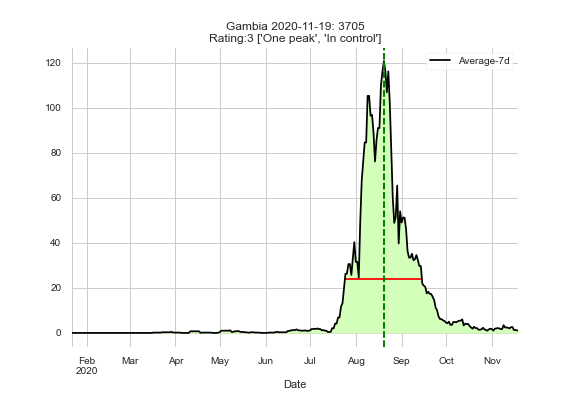 Gambia 2020-11-19: 3705
Rating:3 ['One peak', 'In control']
Average-7d
120
100
80
60
40
20
0
Feb Mar Apr May Jun Jul Aug Sep Oct Nov
2020
Date